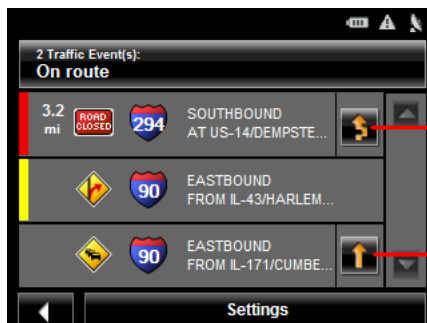 2 Traffic Event(s):
On route
3.2
mi
ROAD
CLOSED
294
SOUTHBOUND
AT US-14/DEMPSTE...
90
EASTBOUND
FROM IL-43/HARLEM...
90
EASTBOUND
FROM IL-171/CUMBE...
Settings